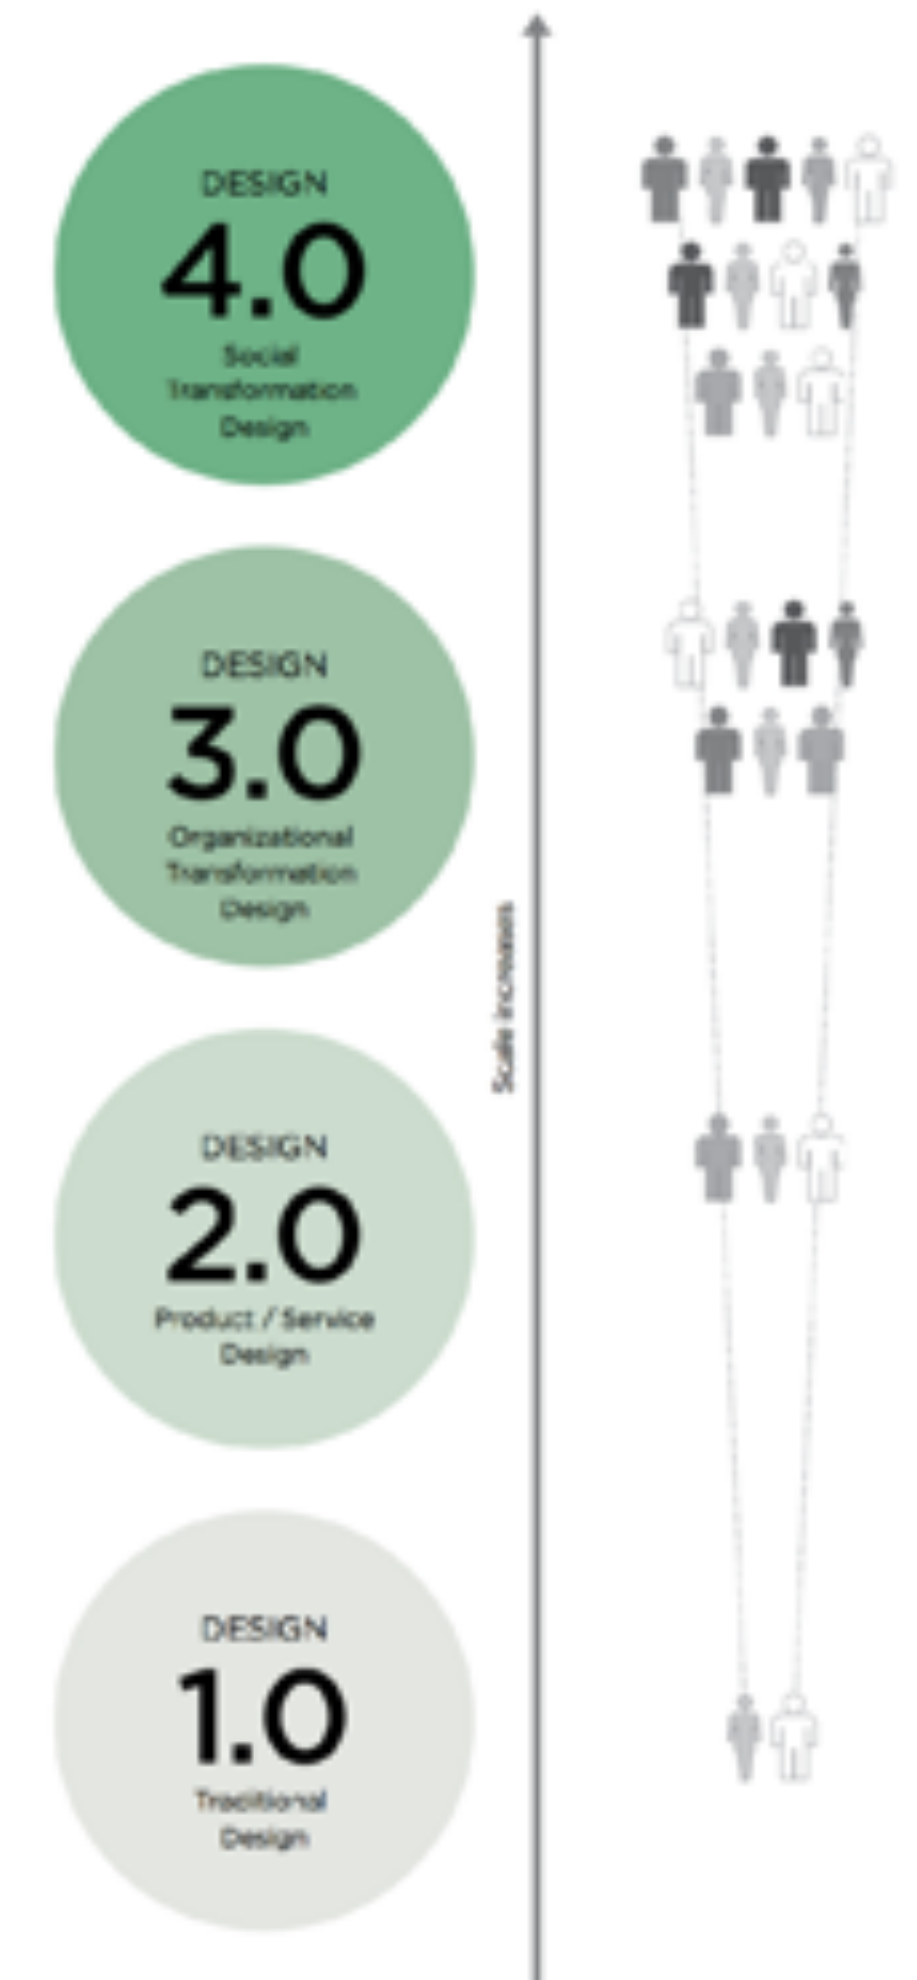 DESIGN
4.0
Social
Transformation
Design
DESIGN
3.0
Organizational
Transformation
Design
Scale increases
DESIGN
2.0
Product / Service
Design
DESIGN
1.0
Traditional
Design